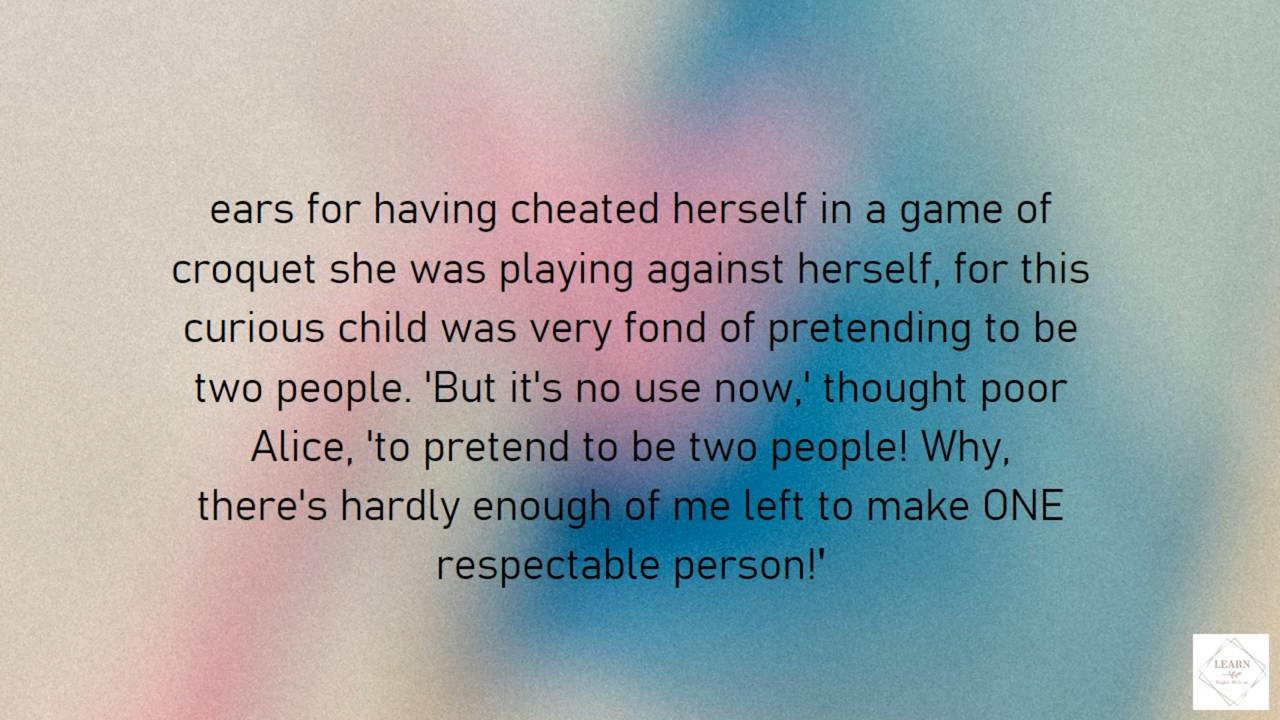 ears for having cheated herself in a game of
croquet she was playing against herself, for this
curious child was very fond of pretending to be
two people. 'But it's no use now,' thought poor
Alice, 'to pretend to be two people! Why,
there's hardly enough of me left to make ONE
respectable person!'
LEARN